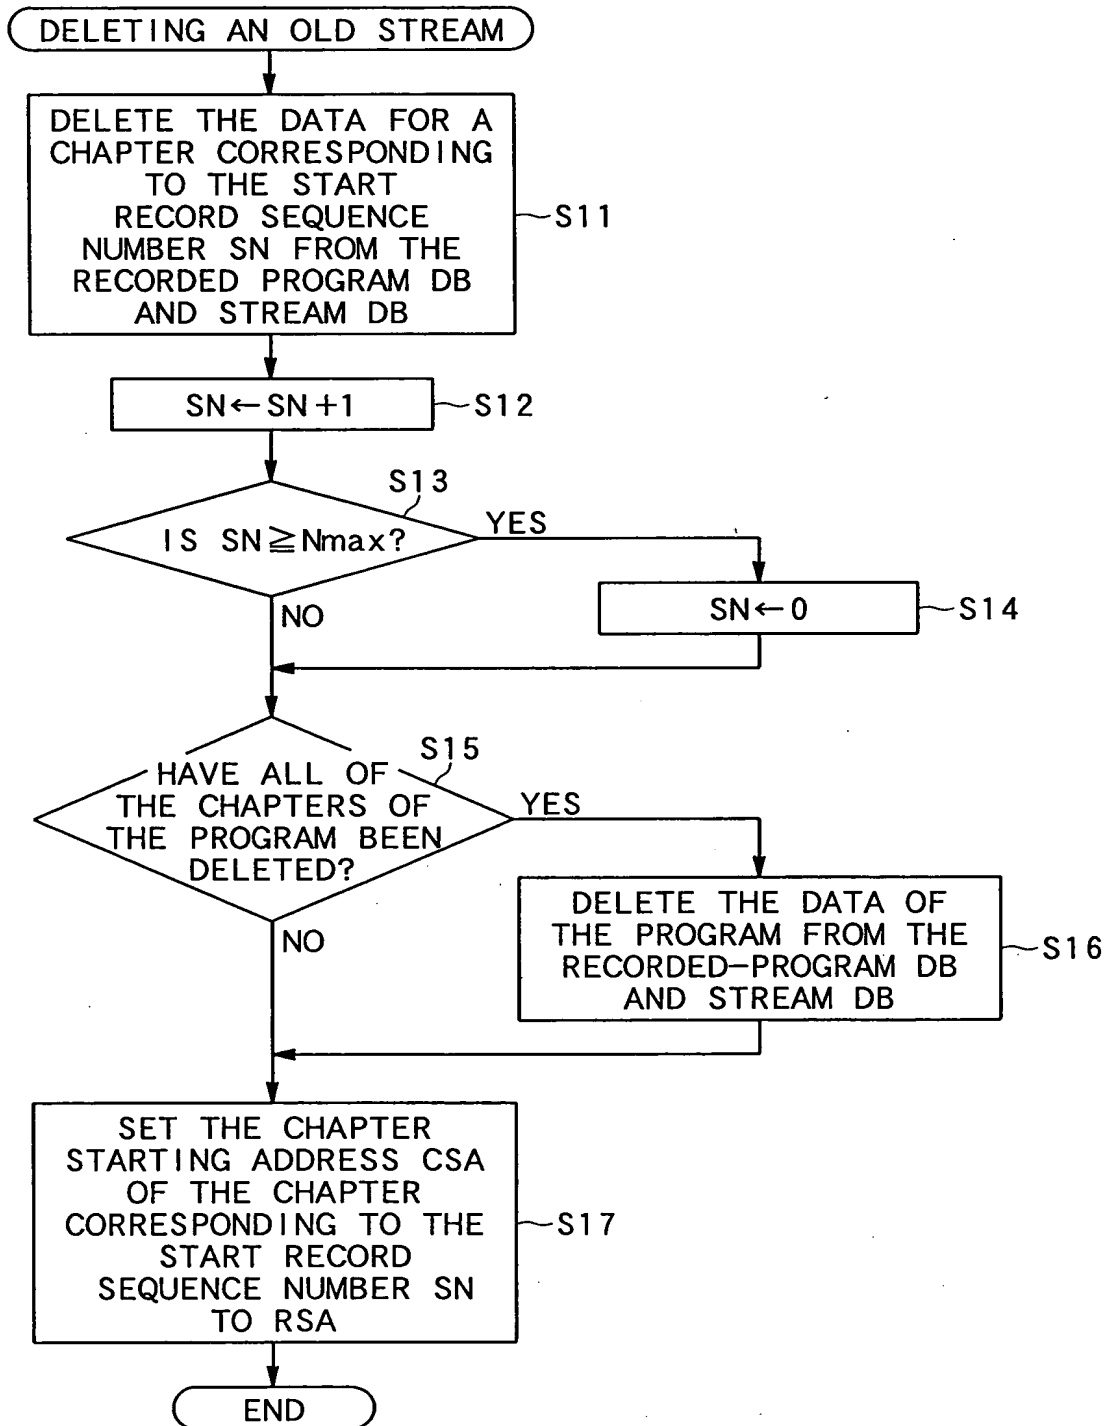 DELETING AN OLD STREAM
DELETE THE DATA FOR A
CHAPTER CORRESPONDING
TO THE START
RECORD SEQUENCE
NUMBER SN FROM THE
RECORDED PROGRAM DB
AND STREAM DB
S11
SN←SN+1
S12
S13
IS SN≧Nmax?
YES
NO
SN←0
S14
S15
HAVE ALL OF
THE CHAPTERS OF
THE PROGRAM BEEN
DELETED?
YES
NO
DELETE THE DATA OF
THE PROGRAM FROM THE
RECORDED-PROGRAM DB
AND STREAM DB
S16
SET THE CHAPTER
STARTING ADDRESS CSA
OF THE CHAPTER
CORRESPONDING TO THE
START RECORD
SEQUENCE NUMBER SN
TO RSA
S17
END